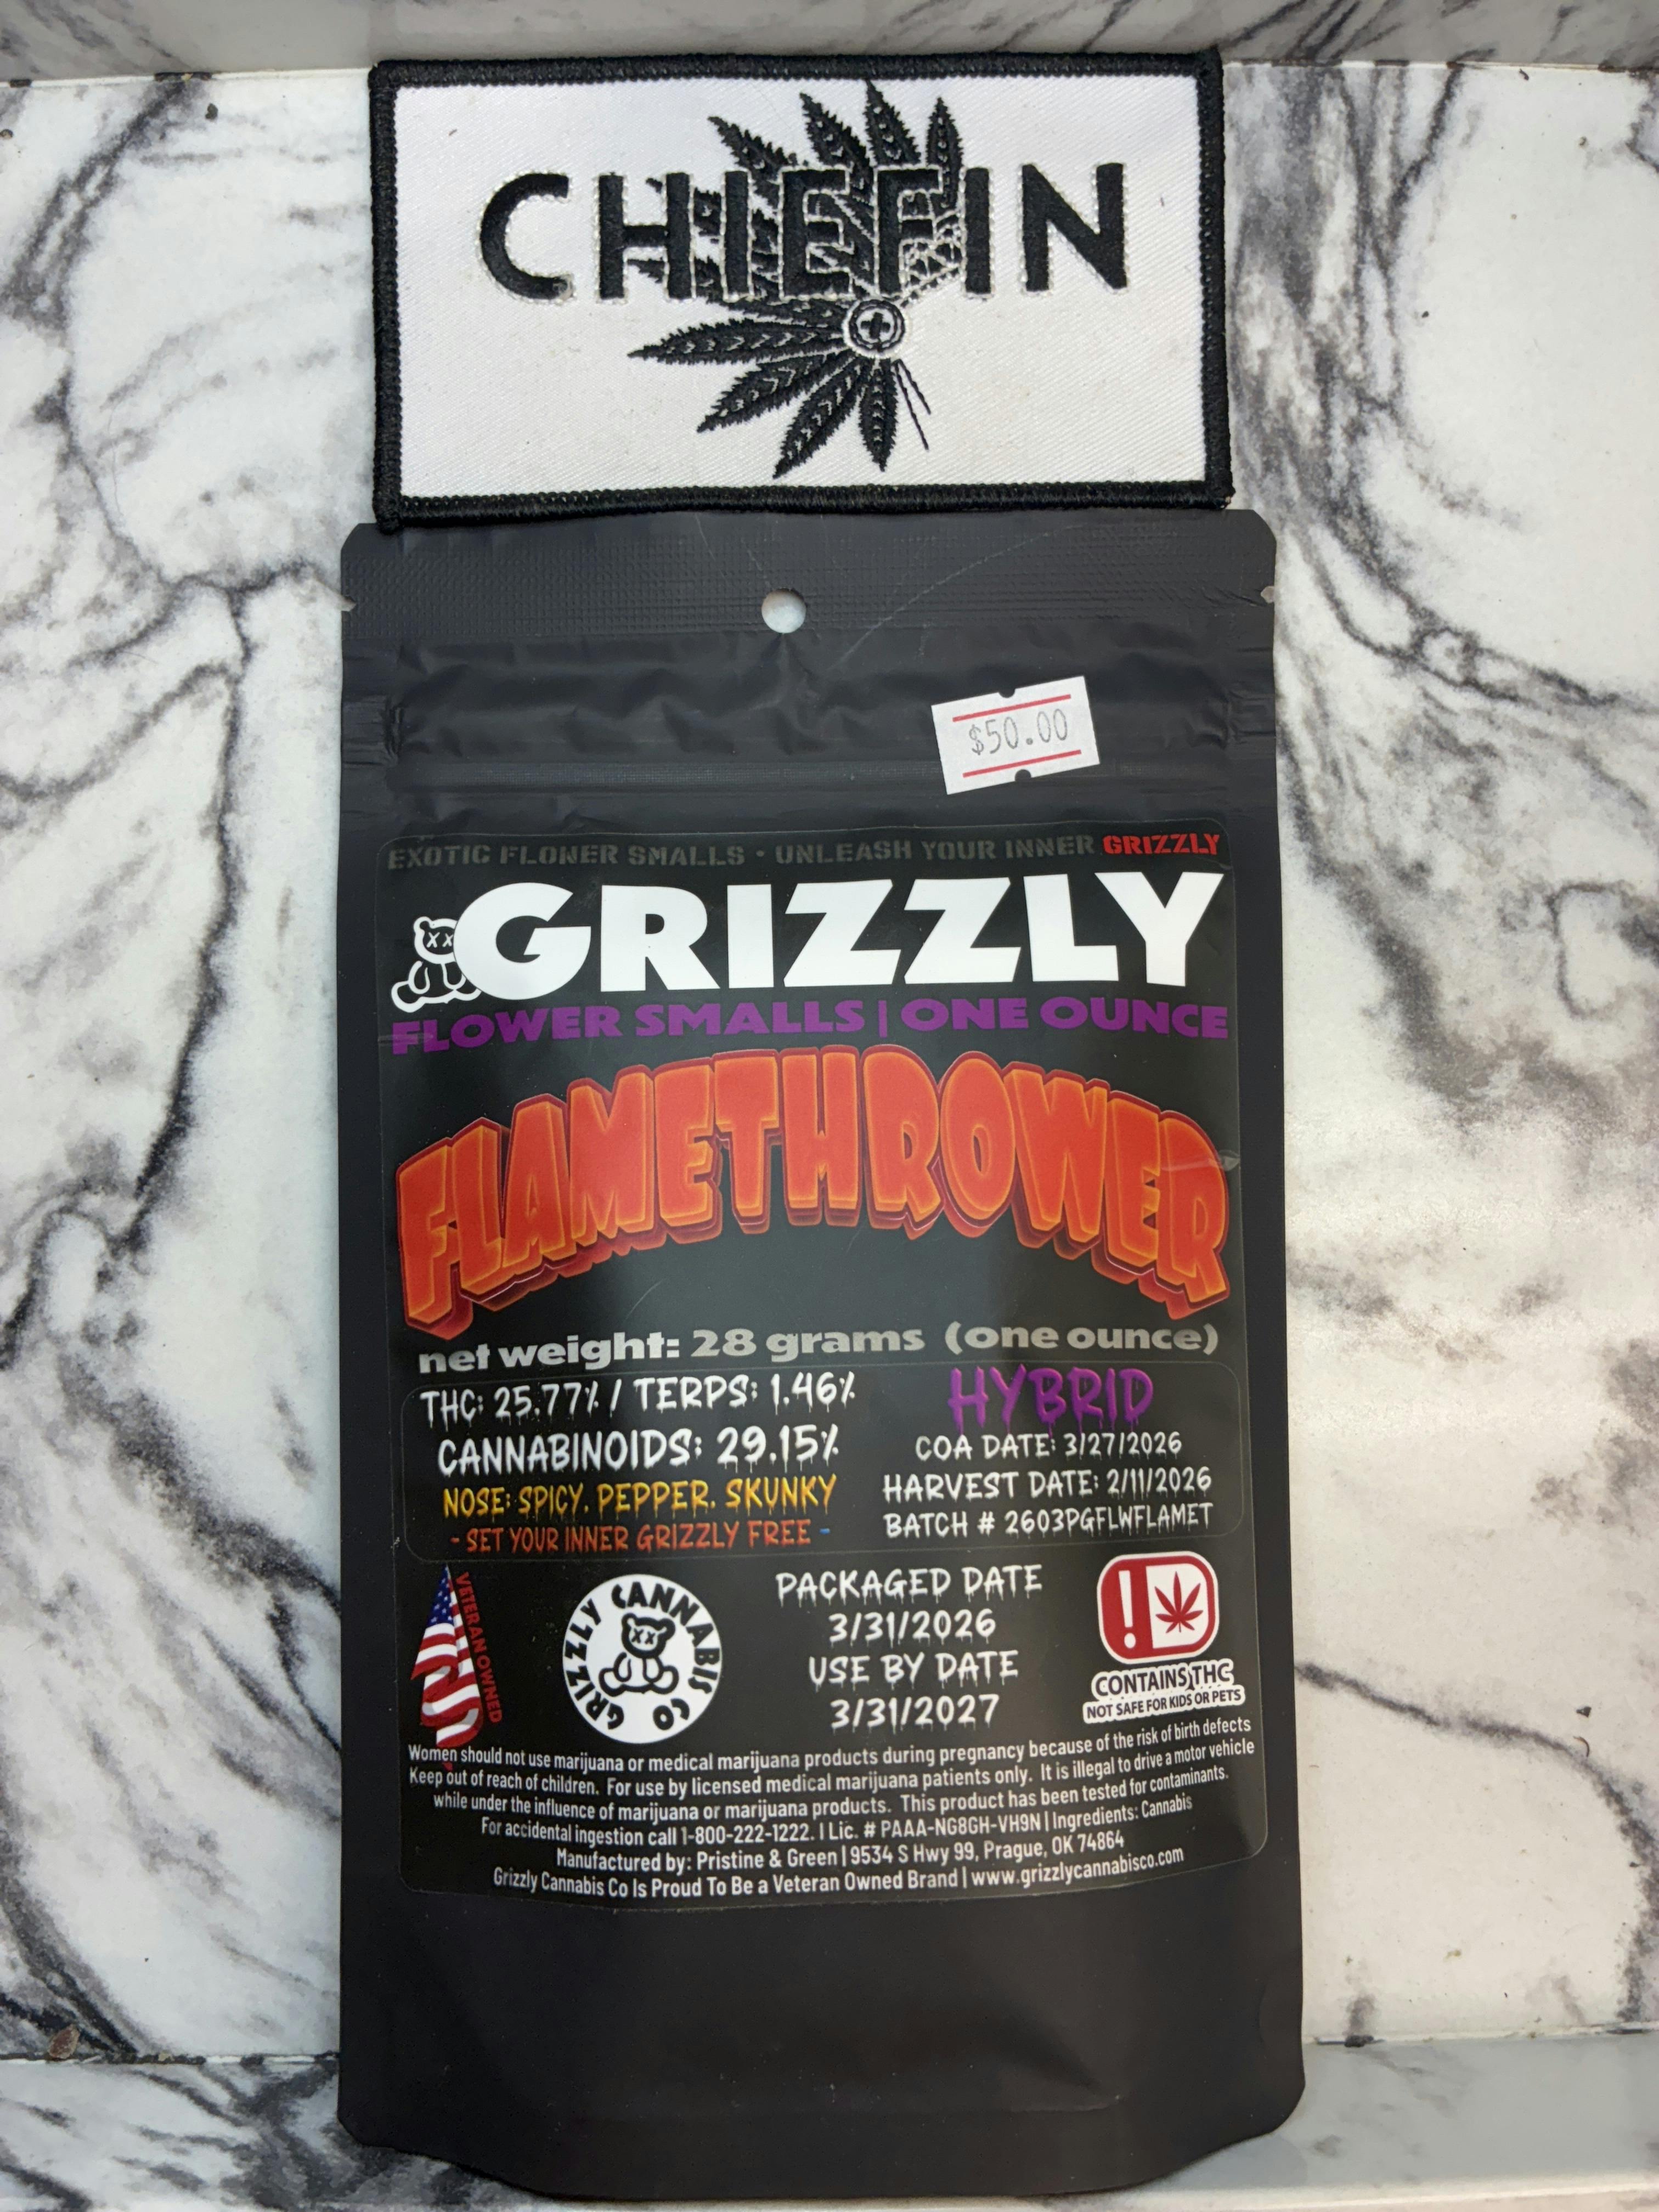 CHIEFIN
$50.00
EXOTIC FLOWER SMALLS • UNLEASH YOUR INNER GRIZZLY
GRIZZLY
FLOWER SMALLS | ONE OUNCE
FLAMETHROWER
net weight: 28 grams (one ounce)
THC: 25.77% / TERPS: 1.46%
CANNABINOIDS: 29.15%
NOSE: SPICY, PEPPER, SKUNKY
- SET YOUR INNER GRIZZLY FREE -
HYBRID
COA DATE: 3/27/2026
HARVEST DATE: 2/11/2026
BATCH # 2603PGFLWFLAMET
VETERAN OWNED
GRIZZLY CANNABIS CO
PACKAGED DATE
3/31/2026
USE BY DATE
3/31/2027
!
CONTAINS THC
NOT SAFE FOR KIDS OR PETS
Women should not use marijuana or medical marijuana products during pregnancy because of the risk of birth defects
Keep out of reach of children. For use by licensed medical marijuana patients only. It is illegal to drive a motor vehicle
while under the influence of marijuana or marijuana products. This product has been tested for contaminants.
For accidental ingestion call 1-800-222-1222. | Lic. # PAAA-NG8GH-VH9N | Ingredients: Cannabis
Manufactured by: Pristine & Green | 9534 S Hwy 99, Prague, OK 74864
Grizzly Cannabis Co Is Proud To Be a Veteran Owned Brand | www.grizzlycannabisco.com